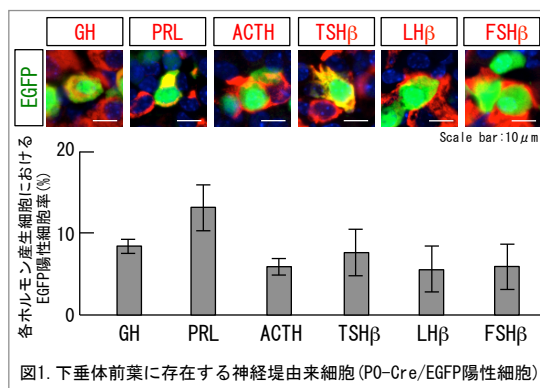 GH PRL ACTH TSHβ LHβ FSHβ
EGFP
Scale bar:10μm
各ホルモン産生細胞における
EGFP陽性細胞率(%)
20
10
0
GH PRL ACTH TSHβ LHβ FSHβ
図1. 下垂体前葉に存在する神経堤由来細胞(P0-Cre/EGFP陽性細胞)